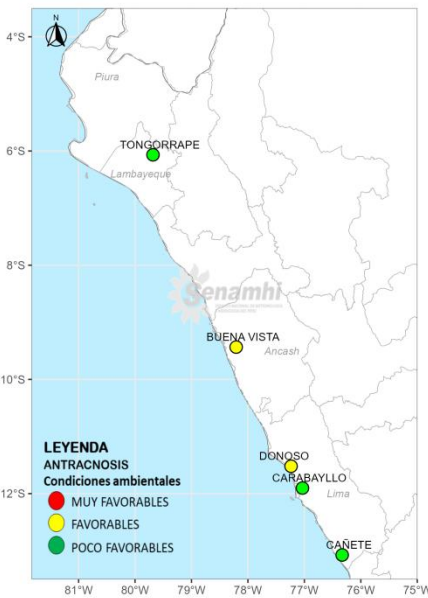 N
4°S
Piura
TONGORRAPE
6°S
Lambayeque
8°S
Senamhi
BUENA VISTA
Ancash
10°S
DONOSO
CARABAYLLO
Lima
12°S
CAÑETE
LEYENDA
ANTRACNOSIS
Condiciones ambientales
MUY FAVORABLES
FAVORABLES
POCO FAVORABLES
81°W 80°W 79°W 78°W 77°W 76°W 75°W